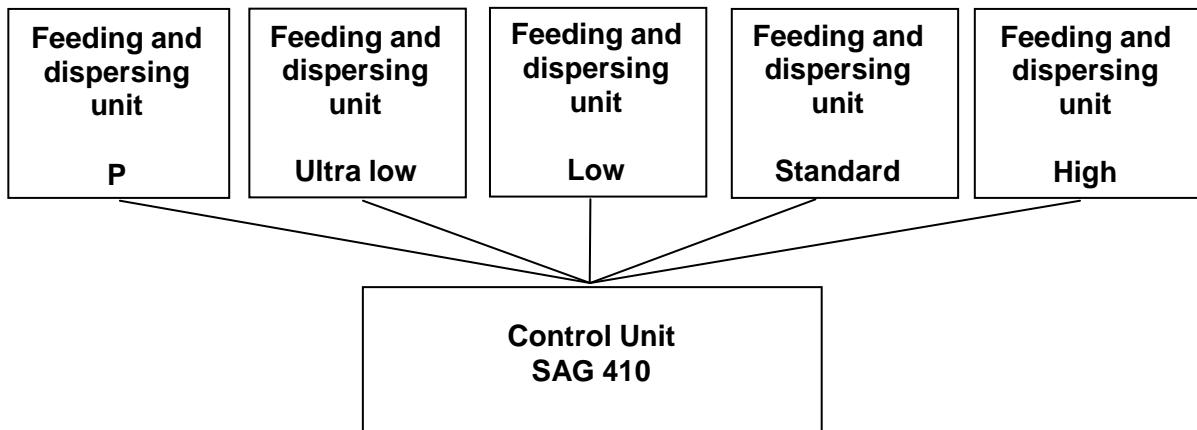 Feeding and
dispersing
unit
P
Feeding and
dispersing
unit
Ultra low
Feeding and
dispersing
unit
Low
Feeding and
dispersing
unit
Standard
Feeding and
dispersing
unit
High
Control Unit
SAG 410